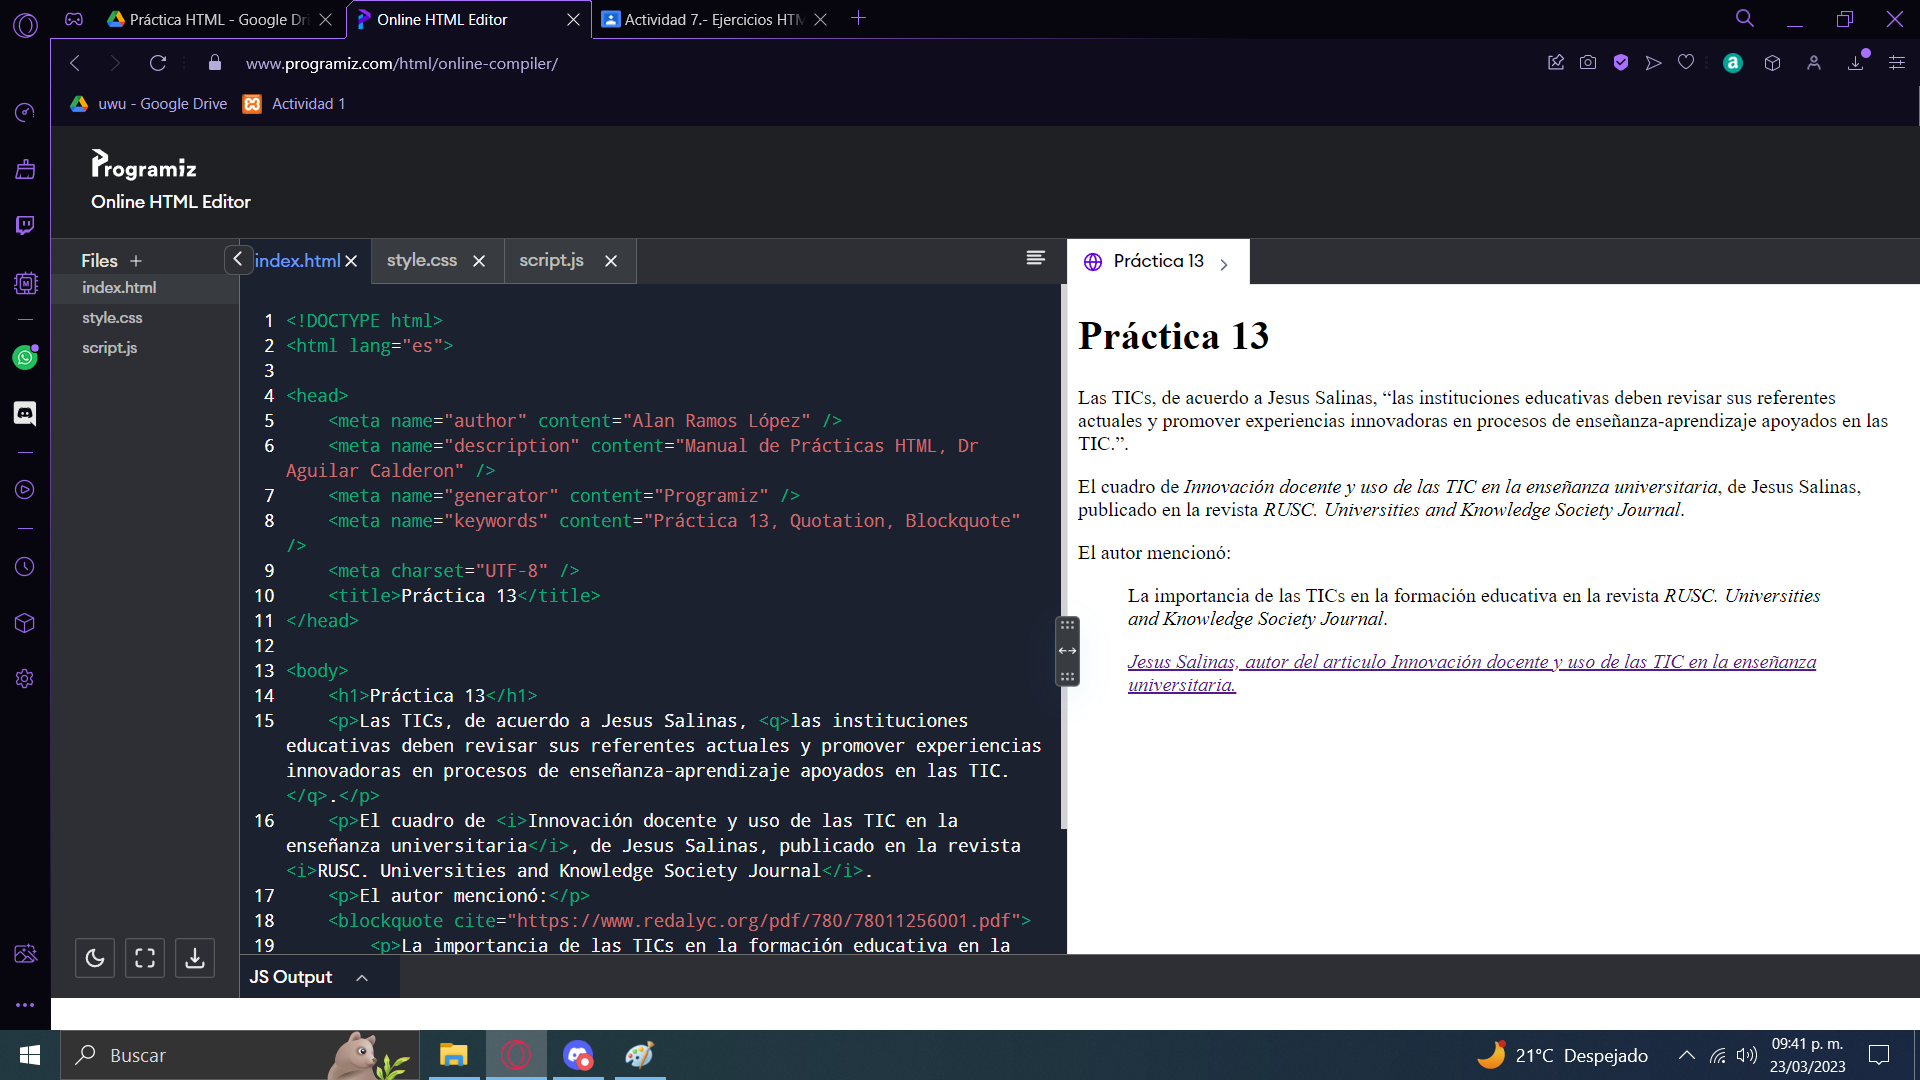 Práctica HTML - Google Dri
Online HTML Editor
Actividad 7.- Ejercicios HTM
www.programiz.com/html/online-compiler/
uwu - Google Drive
Actividad 1
Programiz
Online HTML Editor
Files +
index.html
style.css
script.js
index.html
style.css
script.js
1 <!DOCTYPE html>
2 <html lang="es">
3
4 <head>
5 <meta name="author" content="Alan Ramos López" />
6 <meta name="description" content="Manual de Prácticas HTML, Dr
Aguilar Calderon" />
7 <meta name="generator" content="Programiz" />
8 <meta name="keywords" content="Práctica 13, Quotation, Blockquote"
/>
9 <meta charset="UTF-8" />
10 <title>Práctica 13</title>
11 </head>
12
13 <body>
14 <h1>Práctica 13</h1>
15 <p>Las TICs, de acuerdo a Jesus Salinas, <q>las instituciones
educativas deben revisar sus referentes actuales y promover experiencias
innovadoras en procesos de enseñanza-aprendizaje apoyados en las TIC.
</q>.</p>
16 <p>El cuadro de <i>Innovación docente y uso de las TIC en la
enseñanza universitaria</i>, de Jesus Salinas, publicado en la revista
<i>RUSC. Universities and Knowledge Society Journal</i>.
17 <p>El autor mencionó:</p>
18 <blockquote cite="https://www.redalyc.org/pdf/780/78011256001.pdf">
19 <p>La importancia de las TICs en la formación educativa en la
JS Output
Práctica 13
Práctica 13
Las TICs, de acuerdo a Jesus Salinas, “las instituciones educativas deben revisar sus referentes
actuales y promover experiencias innovadoras en procesos de enseñanza-aprendizaje apoyados en las
TIC.”.
El cuadro de Innovación docente y uso de las TIC en la enseñanza universitaria, de Jesus Salinas,
publicado en la revista RUSC. Universities and Knowledge Society Journal.
El autor mencionó:
La importancia de las TICs en la formación educativa en la revista RUSC. Universities
and Knowledge Society Journal.
Jesus Salinas, autor del articulo Innovación docente y uso de las TIC en la enseñanza
universitaria.
Buscar
21°C Despejado
09:41 p. m.
23/03/2023